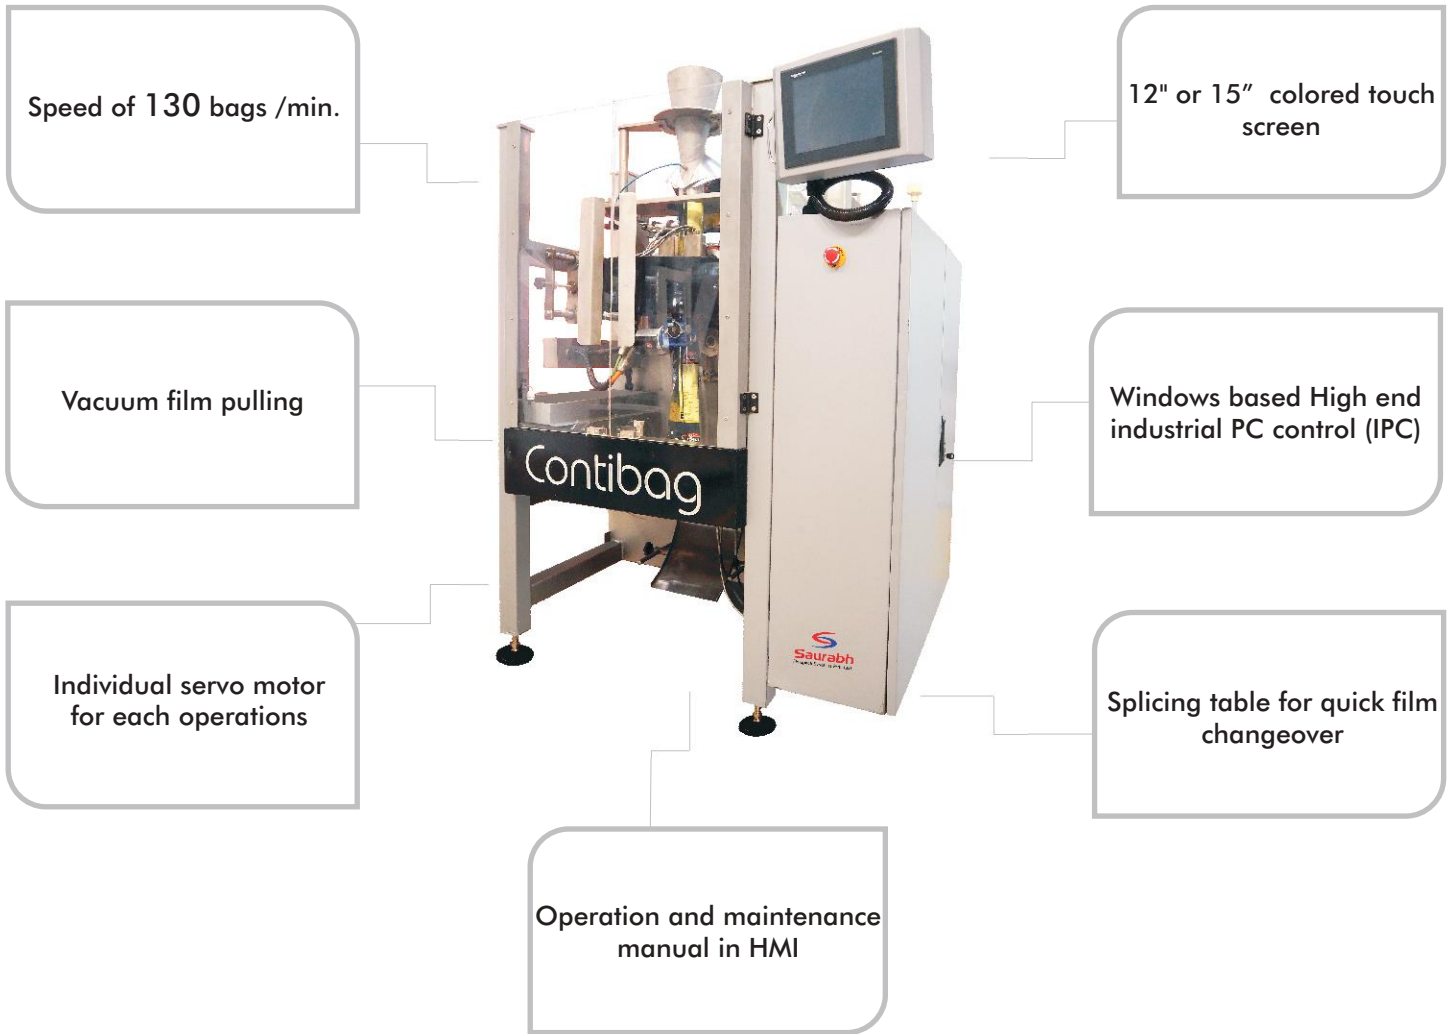 Speed of 130 bags /min.
12" or 15” colored touch
screen
Vacuum film pulling
Windows based High end
industrial PC control (IPC)
Contibag
Individual servo motor
for each operations
Saurabh
Splicing table for quick film
changeover
Operation and maintenance
manual in HMI